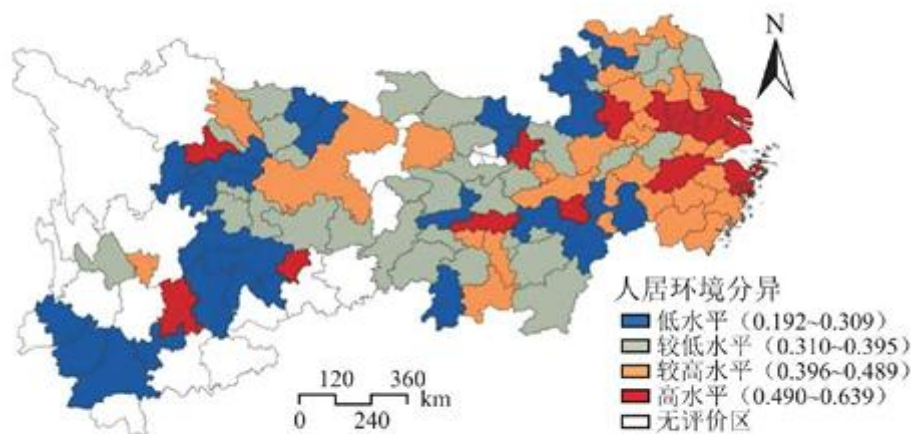 N
人居环境分异
低水平（0.192~0.309）
较低水平（0.310~0.395）
较高水平（0.396~0.489）
高水平（0.490~0.639）
无评价区
120 360
km
0 240